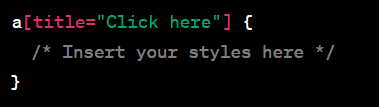 a[title="Click here"] {
  /* Insert your styles here */
}